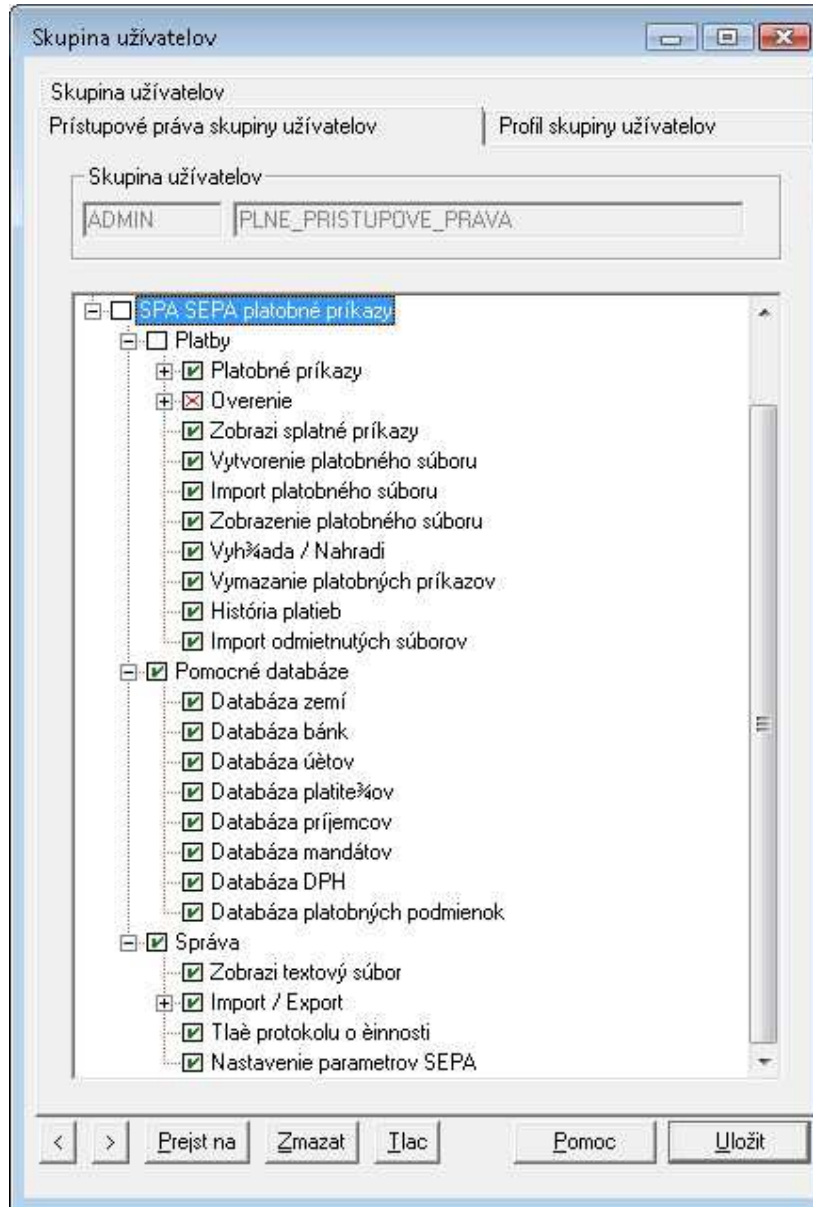 Skupina užívatelov
Skupina užívatelov
Prístupové práva skupiny užívatelov
Profil skupiny užívatelov
Skupina užívatelov
ADMIN
PLNE_PRISTUPOVE_PRAVA
SPA SEPA platobné príkazy
Platby
Platobné príkazy
Overenie
Zobrazi splatné príkazy
Vytvorenie platobného súboru
Import platobného súboru
Zobrazenie platobného súboru
Vyh¾ada / Nahradi
Vymazanie platobných príkazov
História platieb
Import odmietnutých súborov
Pomocné databáze
Databáza zemí
Databáza bánk
Databáza úètov
Databáza platite¾ov
Databáza príjemcov
Databáza mandátov
Databáza DPH
Databáza platobných podmienok
Správa
Zobrazi textový súbor
Import / Export
Tlaè protokolu o èinnosti
Nastavenie parametrov SEPA
< > Prejst na Zmazat Tlac Pomoc Uložit